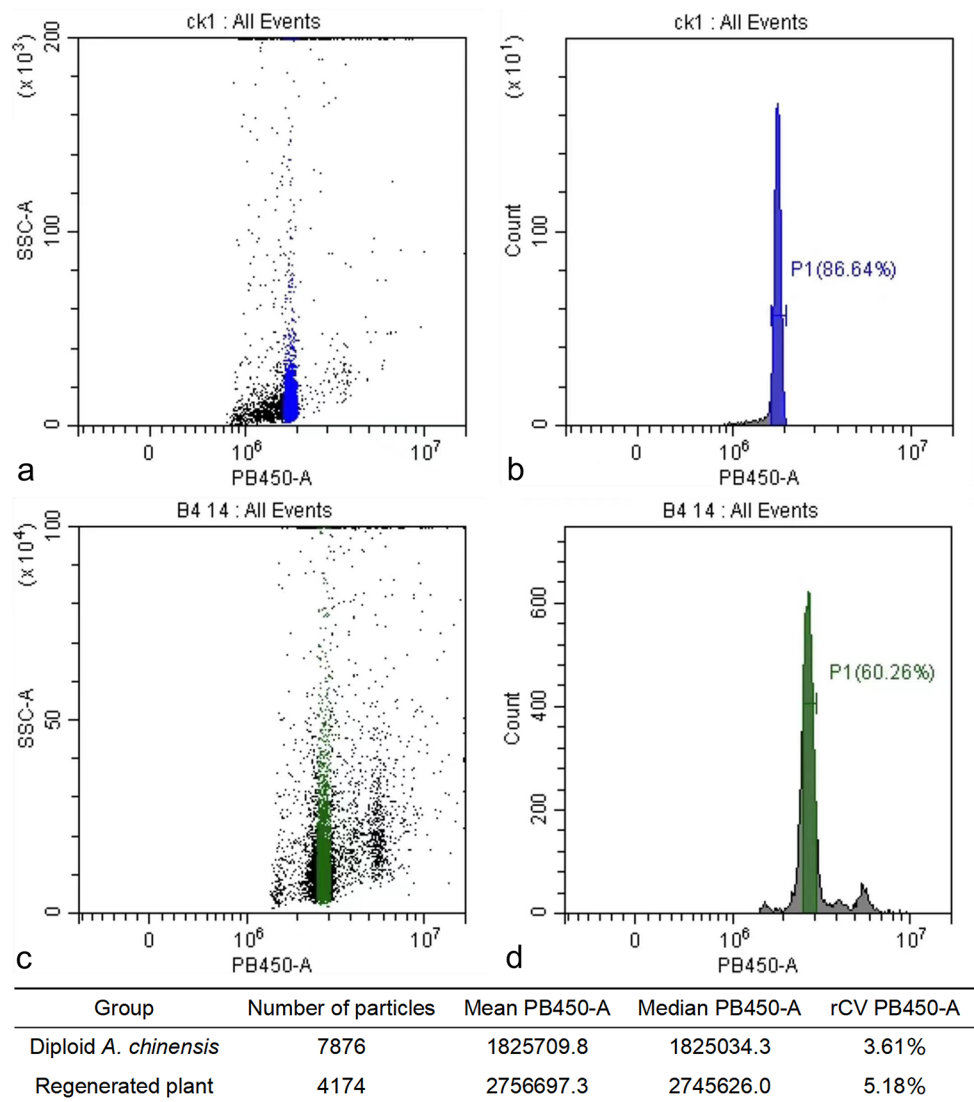 ck1 : All Events
(x 10³)
200
100
0
SSC-A
0
10⁶
10⁷
PB450-A
a
ck1 : All Events
(x 10¹)
100
0
Count
P1(86.64%)
0
10⁶
10⁷
PB450-A
b
B4 14 : All Events
(x 10⁴)
100
50
0
SSC-A
0
10⁶
10⁷
PB450-A
c
B4 14 : All Events
600
400
200
0
Count
P1(60.26%)
0
10⁶
10⁷
PB450-A
d
Group Number of particles Mean PB450-A Median PB450-A rCV PB450-A
Diploid A. chinensis 7876 1825709.8 1825034.3 3.61%
Regenerated plant 4174 2756697.3 2745626.0 5.18%